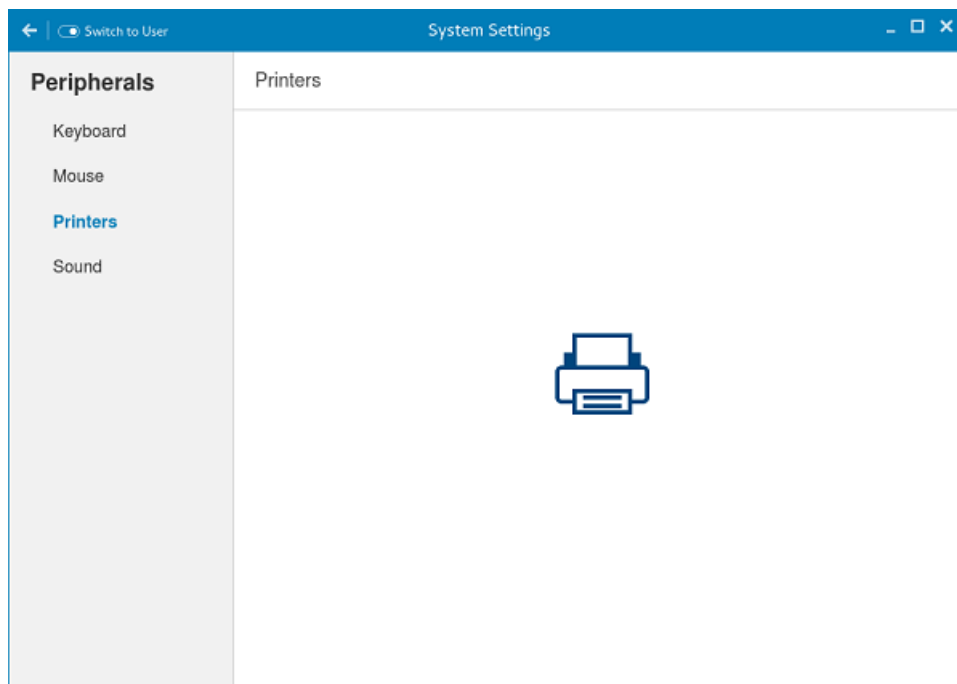 Switch to User
System Settings
Peripherals
Keyboard
Mouse
Printers
Sound
Printers